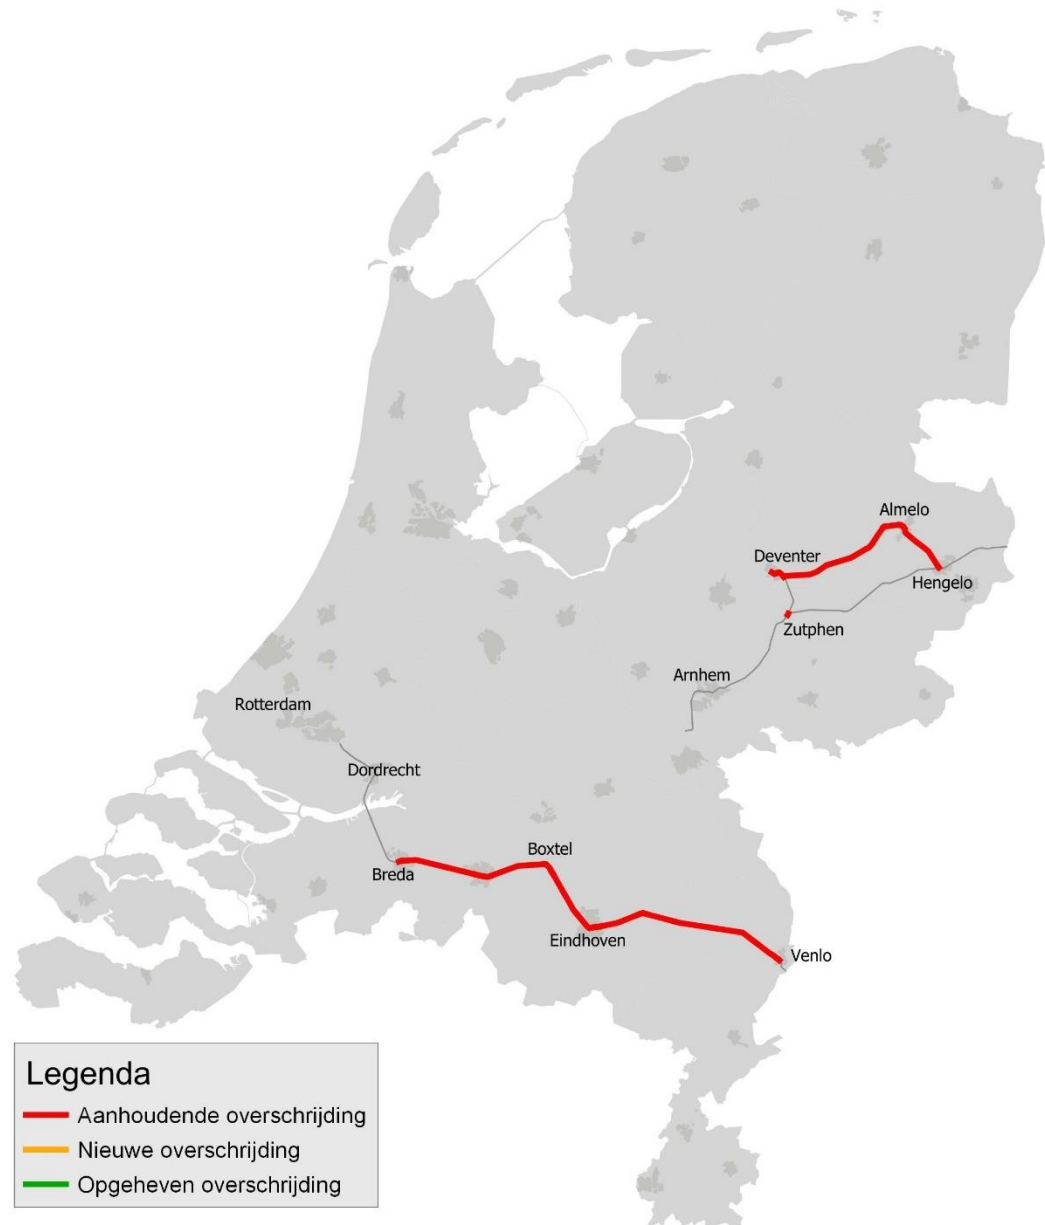 Almelo
Deventer
Hengelo
Zutphen
Arnhem
Rotterdam
Dordrecht
Boxtel
Breda
Eindhoven
Venlo
Legenda
Aanhoudende overschrijding
Nieuwe overschrijding
Opgeheven overschrijding